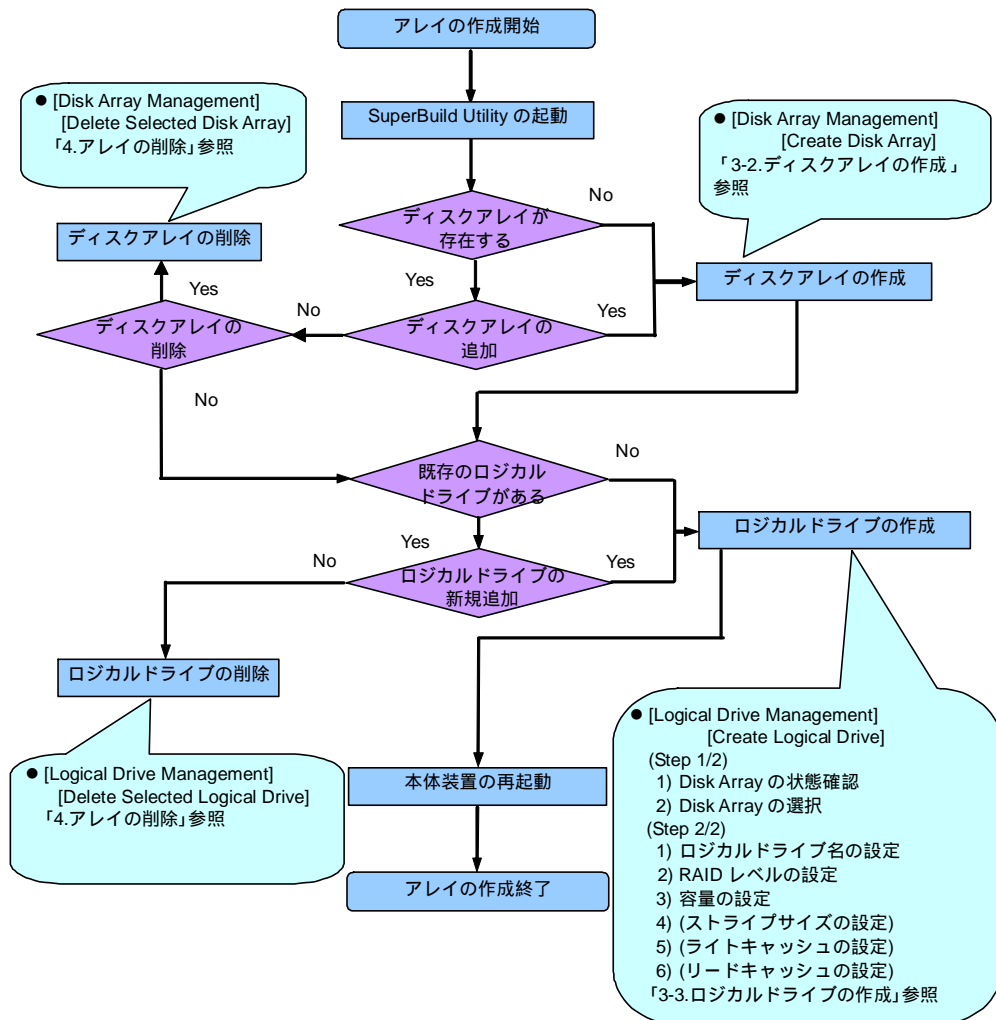 アレイの作成開始
● [Disk Array Management]
[Delete Selected Disk Array]
「4.アレイの削除」参照
SuperBuild Utility の起動
● [Disk Array Management]
[Create Disk Array]
「3-2.ディスクアレイの作成」
参照
No
ディスクアレイが
存在する
ディスクアレイの削除
ディスクアレイの作成
Yes
Yes
No
Yes
ディスクアレイの
削除
ディスクアレイの
追加
No
No
既存のロジカル
ドライブがある
ロジカルドライブの作成
Yes
No
Yes
ロジカルドライブの
新規追加
ロジカルドライブの削除
● [Logical Drive Management]
[Delete Selected Logical Drive]
「4.アレイの削除」参照
本体装置の再起動
アレイの作成終了
● [Logical Drive Management]
[Create Logical Drive]
(Step 1/2)
1) Disk Array の状態確認
2) Disk Array の選択
(Step 2/2)
1) ロジカルドライブ名の設定
2) RAID レベルの設定
3) 容量の設定
4) (ストライプサイズの設定)
5) (ライトキャッシュの設定)
6) (リードキャッシュの設定)
「3-3.ロジカルドライブの作成」参照